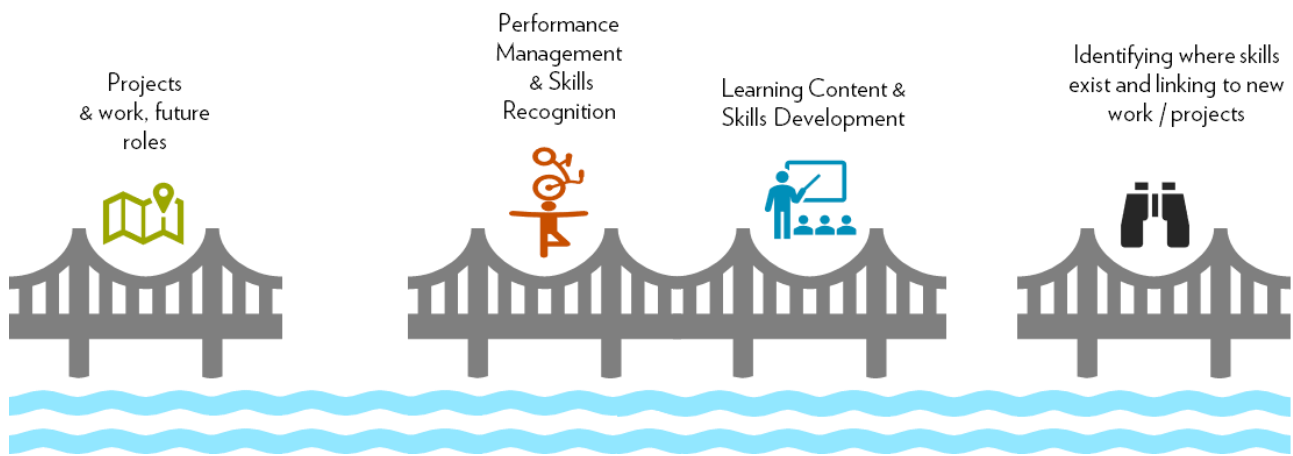 Projects
& work, future
roles
Performance
Management
& Skills
Recognition
Learning Content &
Skills Development
Identifying where skills
exist and linking to new
work / projects